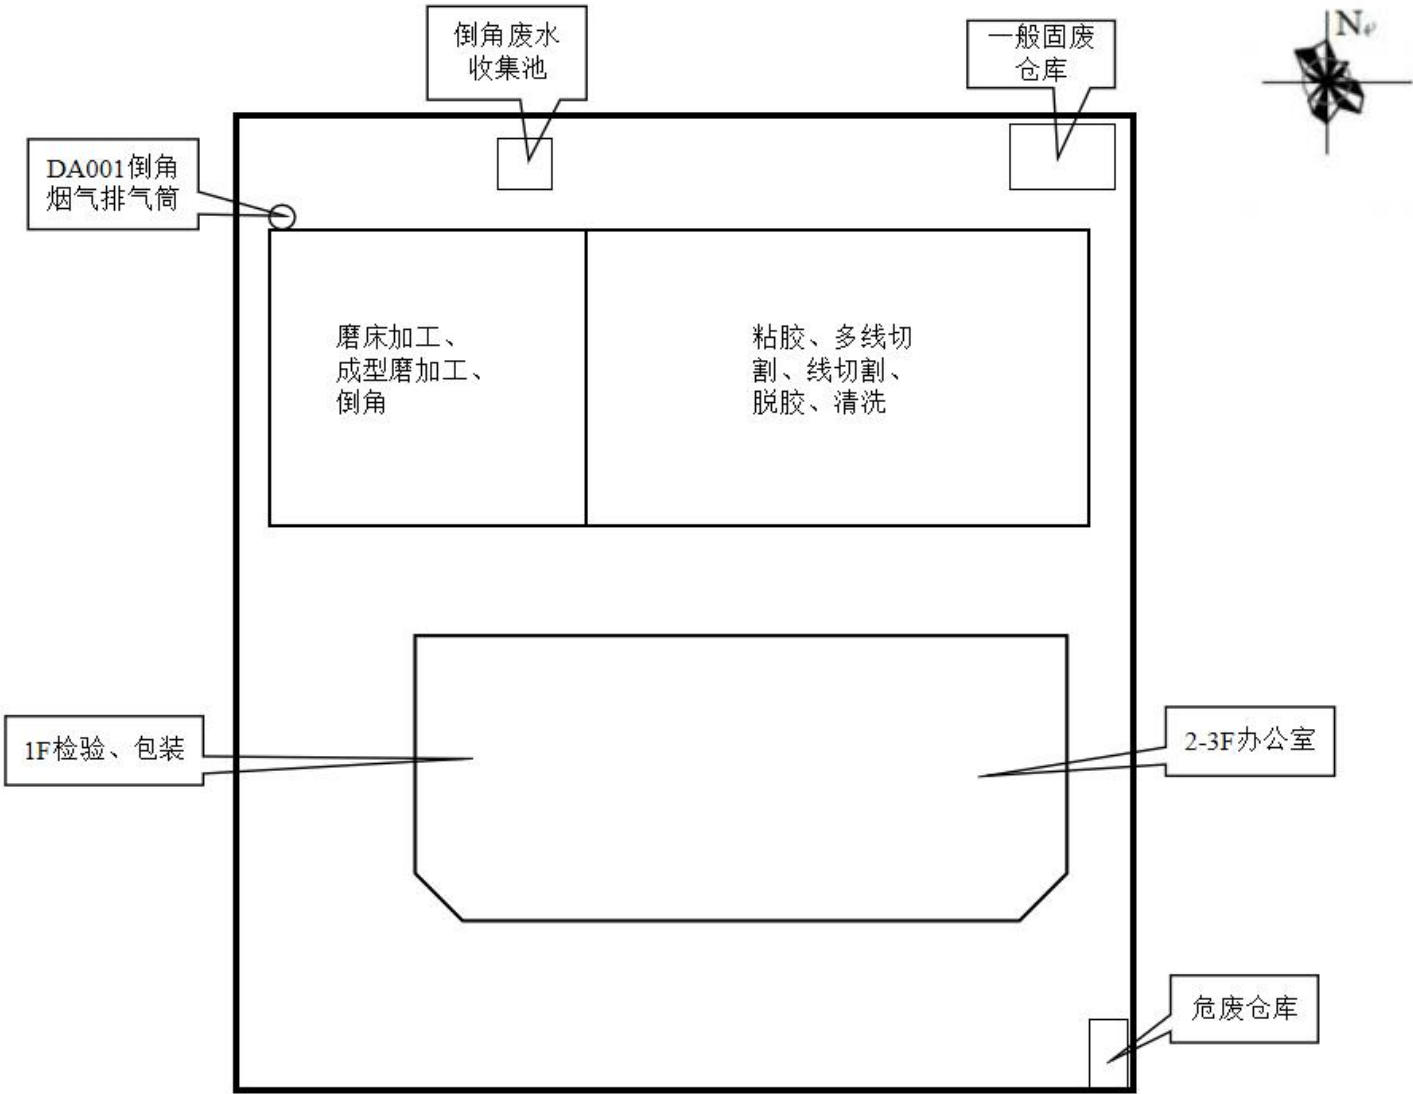 倒角废水
收集池
一般固废
仓库
N
DA001倒角
烟气排气筒
磨床加工、
成型磨加工、
倒角
粘胶、多线切
割、线切割、
脱胶、清洗
1F检验、包装
2-3F办公室
危废仓库